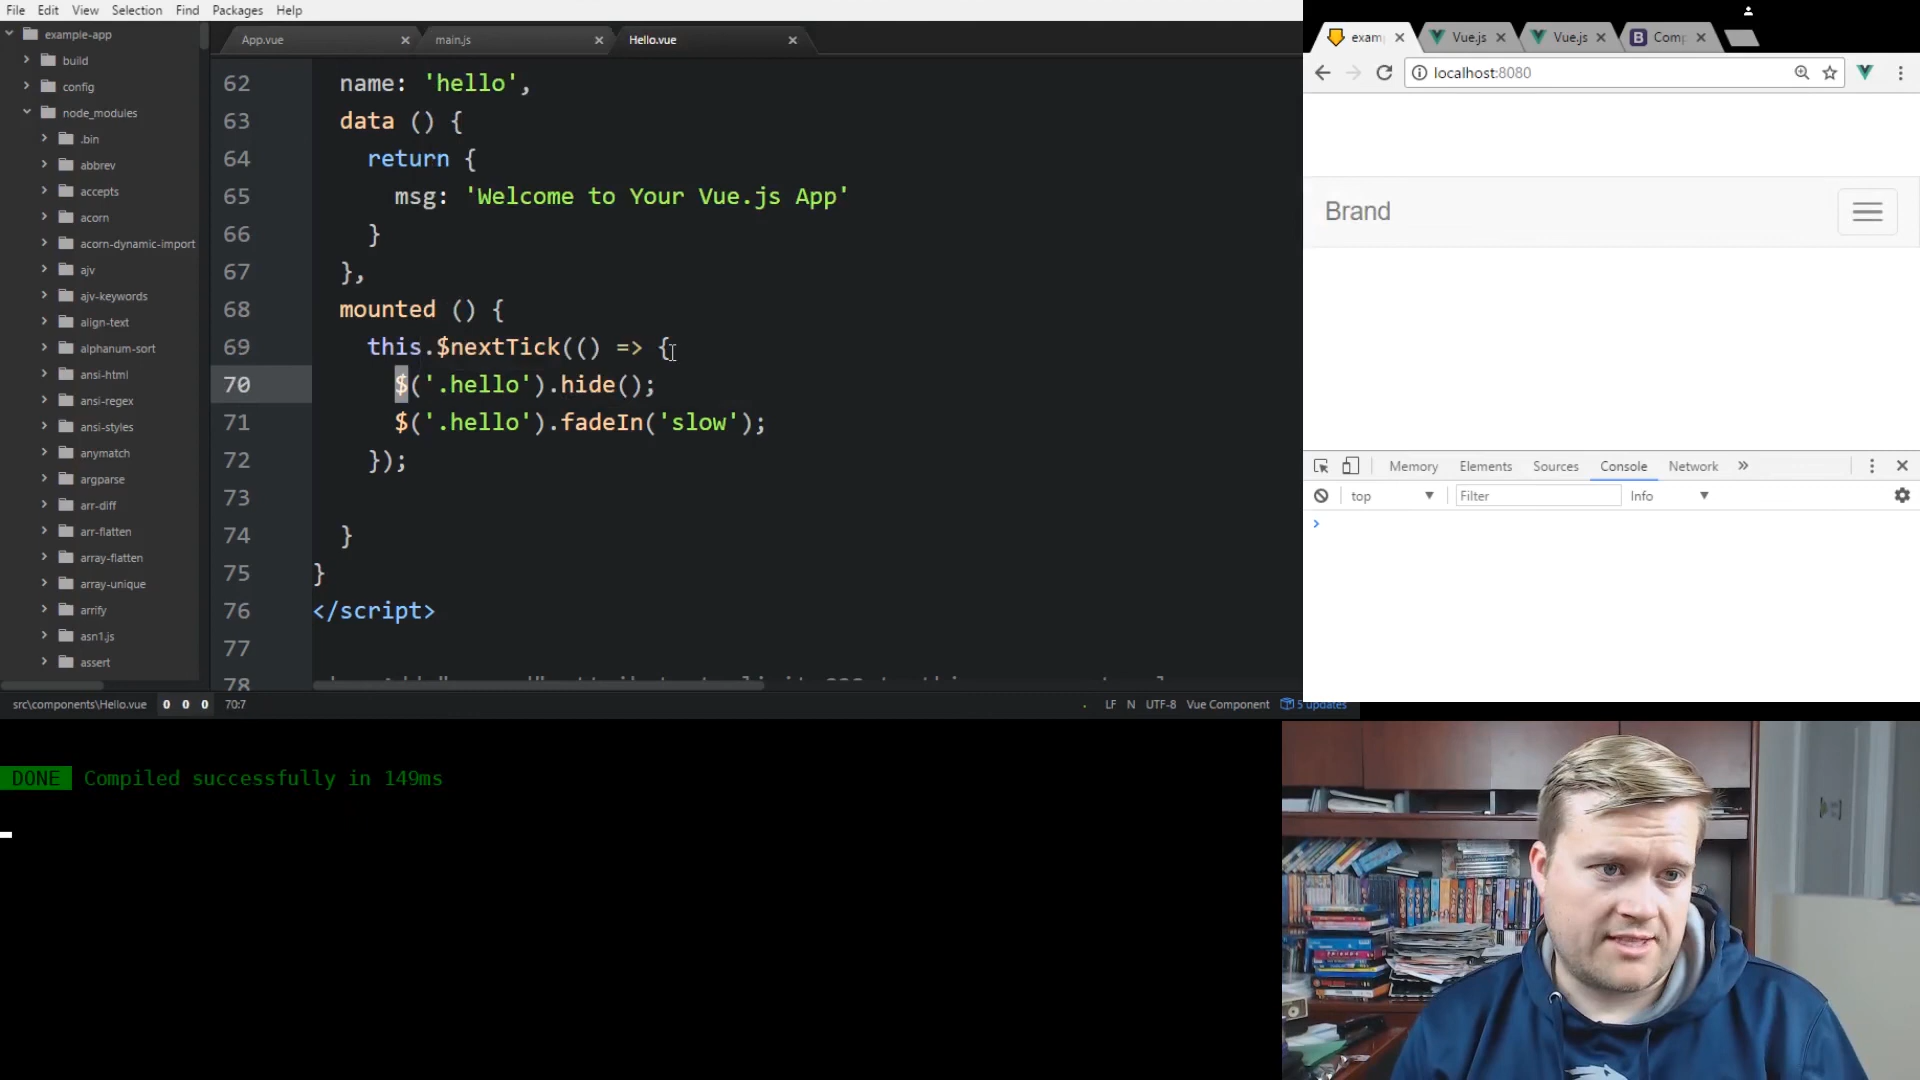 File Edit View Selection Find Packages Help
example-app
build
config
node_modules
.bin
abbrev
accepts
acorn
acorn-dynamic-import
ajv
ajv-keywords
align-text
alphanum-sort
ansi-html
ansi-regex
ansi-styles
anymatch
argparse
arr-diff
arr-flatten
array-flatten
array-unique
arrify
asn1.js
assert
App.vue main.js Hello.vue
62 name: 'hello',
63 data () {
64 return {
65 msg: 'Welcome to Your Vue.js App'
66 }
67 },
68 mounted () {
69 this.$nextTick(() => {
70 $('.hello').hide();
71 $('.hello').fadeIn('slow');
72 });
73
74 }
75 }
76 </script>
77
78
src\components\Hello.vue 0 0 0 70:7 LF N UTF-8 Vue Component 5 updates
exam Vue.js Vue.js Comp
localhost:8080
Brand
Memory Elements Sources Console Network »
top Filter Info
DONE Compiled successfully in 149ms